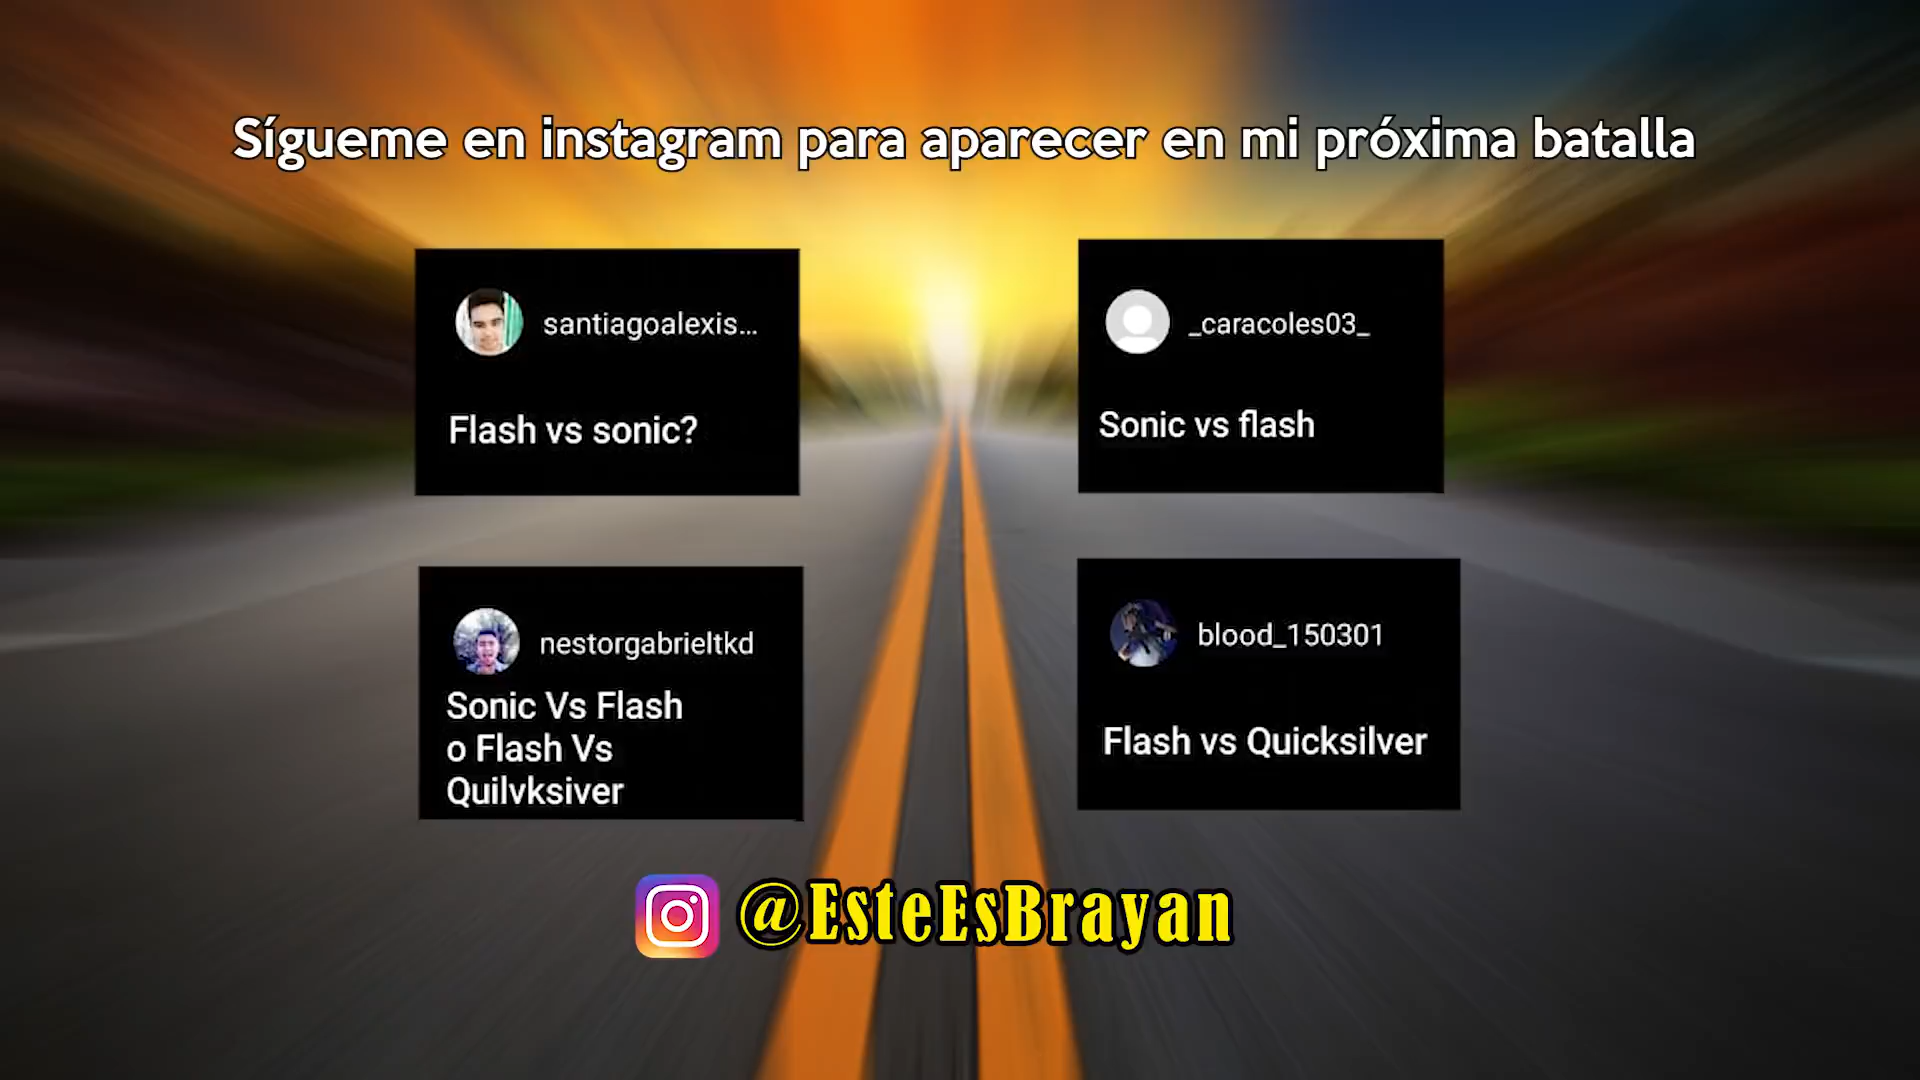 Sígueme en instagram para aparecer en mi próxima batalla
santiagoalexis...
Flash vs sonic?
_caracoles03_
Sonic vs flash
nestorgabrieltkd
Sonic Vs Flash
o Flash Vs
Quilvksiver
blood_150301
Flash vs Quicksilver
@EsteEsBrayan